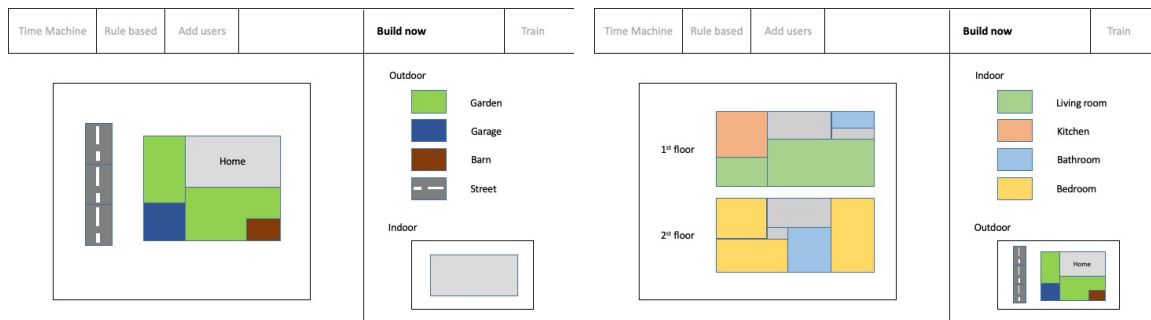 Time Machine
Rule based
Add users
Build now
Train
Outdoor
Garden
Garage
Barn
Street
Home
Indoor
Time Machine
Rule based
Add users
Build now
Train
Indoor
Living room
Kitchen
Bathroom
Bedroom
1st floor
2st floor
Outdoor
Home